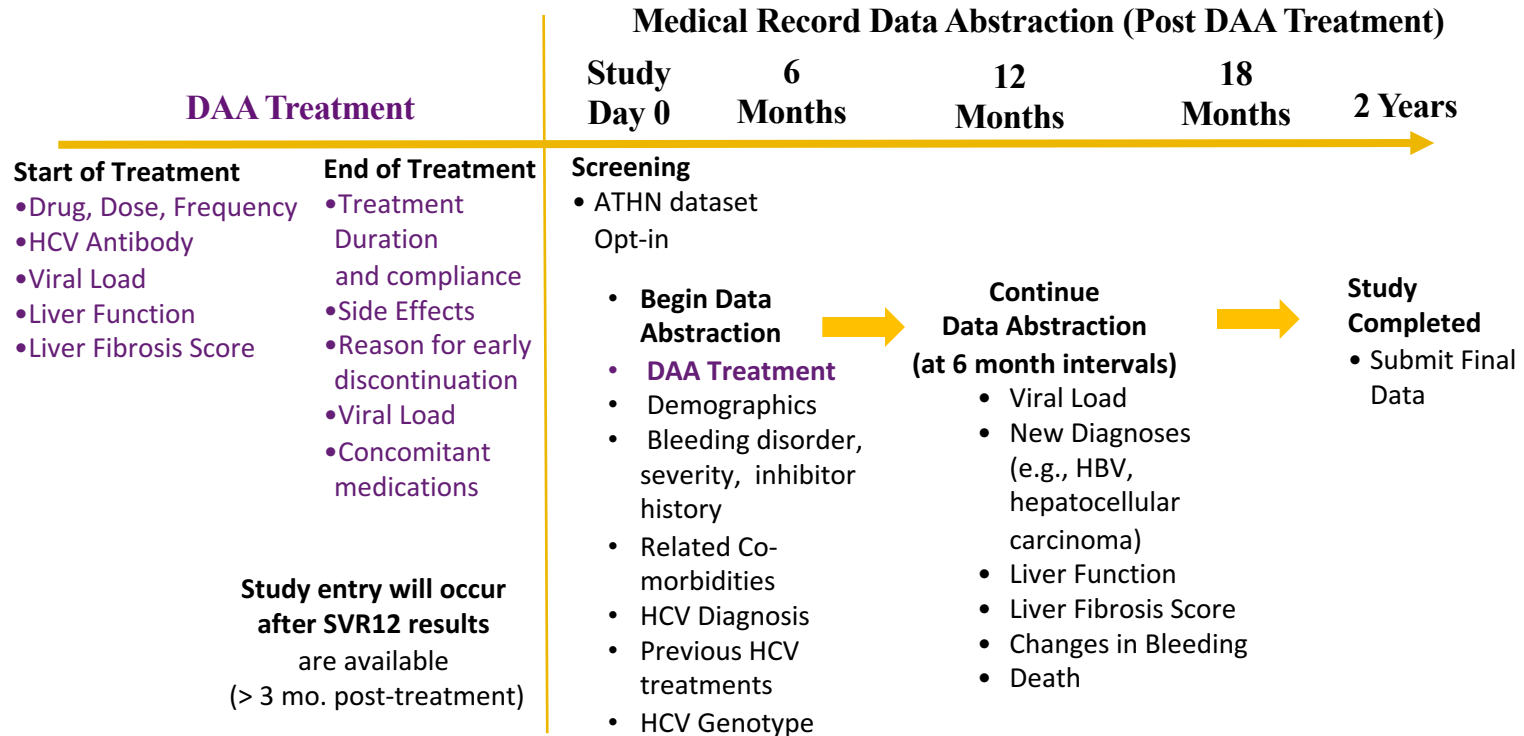 Medical Record Data Abstraction (Post DAA Treatment)
DAA Treatment
Study
Day 0
6
Months
12
Months
18
Months
2 Years
Start of Treatment
•Drug, Dose, Frequency
•HCV Antibody
•Viral Load
•Liver Function
•Liver Fibrosis Score
End of Treatment
•Treatment
Duration
and compliance
•Side Effects
•Reason for early
discontinuation
•Viral Load
•Concomitant
medications
Study entry will occur
after SVR12 results
are available
(> 3 mo. post-treatment)
Screening
• ATHN dataset
Opt-in
• Begin Data
Abstraction
• DAA Treatment
• Demographics
• Bleeding disorder,
severity, inhibitor
history
• Related Co-
morbidities
• HCV Diagnosis
• Previous HCV
treatments
• HCV Genotype
Continue
Data Abstraction
(at 6 month intervals)
• Viral Load
• New Diagnoses
(e.g., HBV,
hepatocellular
carcinoma)
• Liver Function
• Liver Fibrosis Score
• Changes in Bleeding
• Death
Study
Completed
• Submit Final
Data